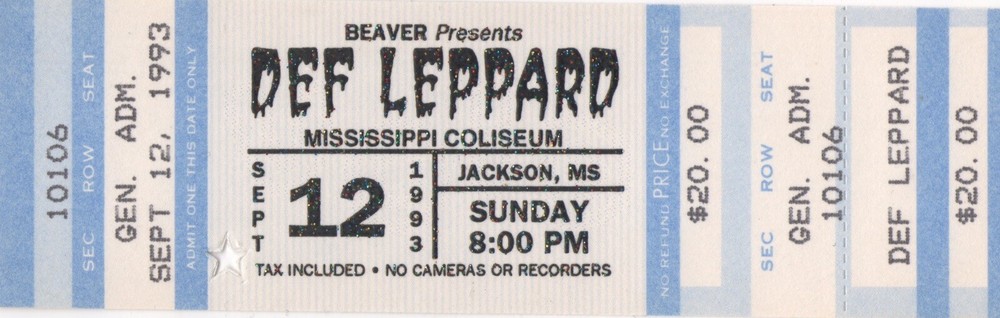 10106
SEC ROW SEAT
GEN. ADM.
SEPT 12, 1993
ADMIT ONE THIS DATE ONLY
BEAVER Presents
DEF LEPPARD
MISSISSIPPI COLISEUM
SEPT
12
1993
JACKSON, MS
SUNDAY
8:00 PM
TAX INCLUDED • NO CAMERAS OR RECORDERS
NO REFUND PRICE NO EXCHANGE
$20.00
SEC ROW SEAT
GEN. ADM.
10106
DEF LEPPARD
$20.00